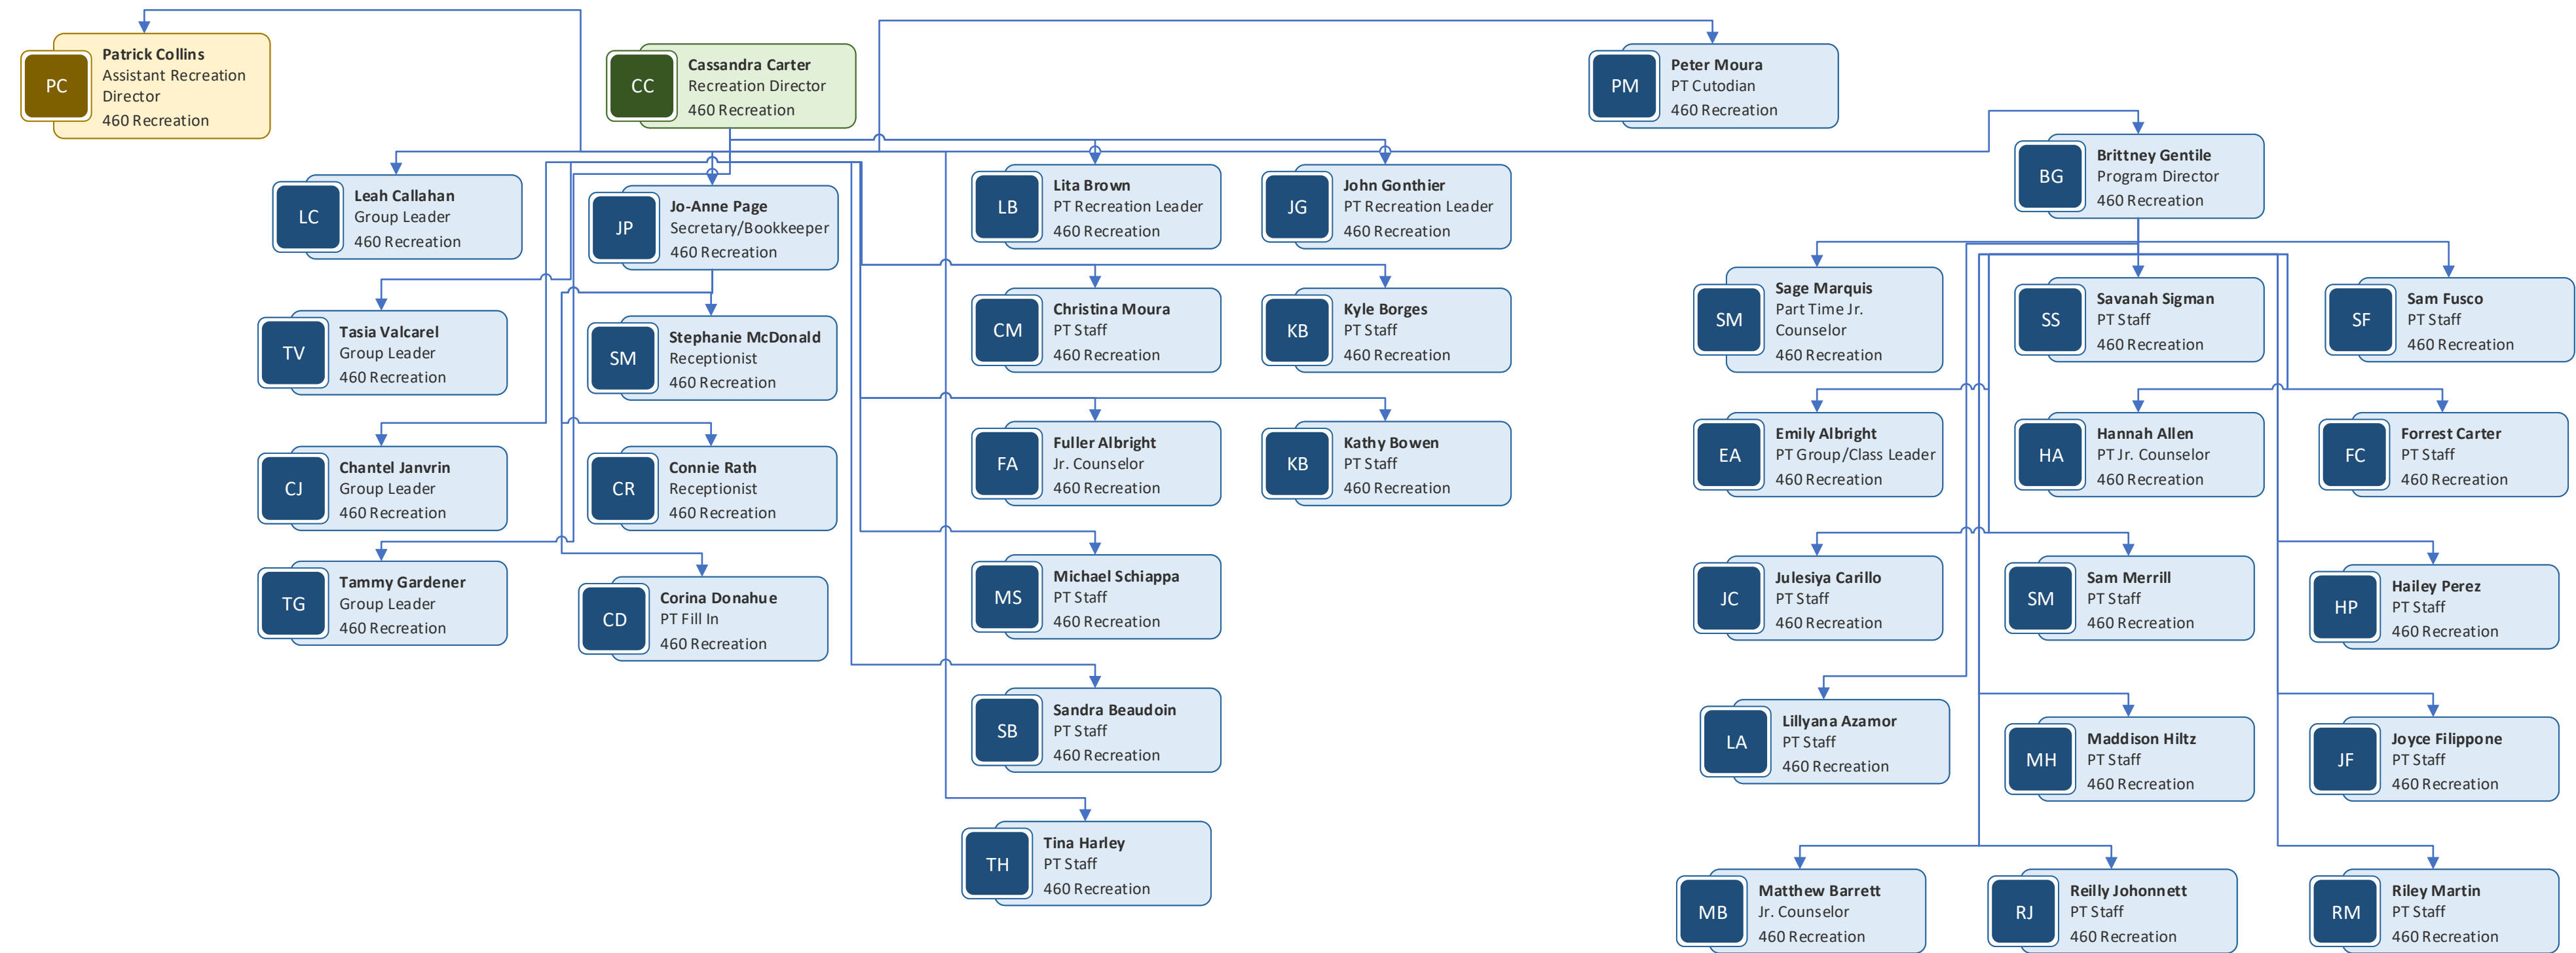 PC
Patrick Collins
Assistant Recreation
Director
460 Recreation
CC
Cassandra Carter
Recreation Director
460 Recreation
PM
Peter Moura
PT Cutodian
460 Recreation
BG
Brittney Gentile
Program Director
460 Recreation
LC
Leah Callahan
Group Leader
460 Recreation
JP
Jo-Anne Page
Secretary/Bookkeeper
460 Recreation
LB
Lita Brown
PT Recreation Leader
460 Recreation
JG
John Gonthier
PT Recreation Leader
460 Recreation
TV
Tasia Valcarel
Group Leader
460 Recreation
SM
Stephanie McDonald
Receptionist
460 Recreation
CM
Christina Moura
PT Staff
460 Recreation
KB
Kyle Borges
PT Staff
460 Recreation
SM
Sage Marquis
Part Time Jr.
Counselor
460 Recreation
SS
Savanah Sigman
PT Staff
460 Recreation
SF
Sam Fusco
PT Staff
460 Recreation
CJ
Chantel Janvrin
Group Leader
460 Recreation
CR
Connie Rath
Receptionist
460 Recreation
FA
Fuller Albright
Jr. Counselor
460 Recreation
KB
Kathy Bowen
PT Staff
460 Recreation
EA
Emily Albright
PT Group/Class Leader
460 Recreation
HA
Hannah Allen
PT Jr. Counselor
460 Recreation
FC
Forrest Carter
PT Staff
460 Recreation
TG
Tammy Gardener
Group Leader
460 Recreation
CD
Corina Donahue
PT Fill In
460 Recreation
MS
Michael Schiappa
PT Staff
460 Recreation
JC
Julesiya Carillo
PT Staff
460 Recreation
SM
Sam Merrill
PT Staff
460 Recreation
HP
Hailey Perez
PT Staff
460 Recreation
SB
Sandra Beaudoin
PT Staff
460 Recreation
LA
Lillyana Azamor
PT Staff
460 Recreation
MH
Maddison Hiltz
PT Staff
460 Recreation
JF
Joyce Filippone
PT Staff
460 Recreation
TH
Tina Harley
PT Staff
460 Recreation
MB
Matthew Barrett
Jr. Counselor
460 Recreation
RJ
Reilly Johonnett
PT Staff
460 Recreation
RM
Riley Martin
PT Staff
460 Recreation